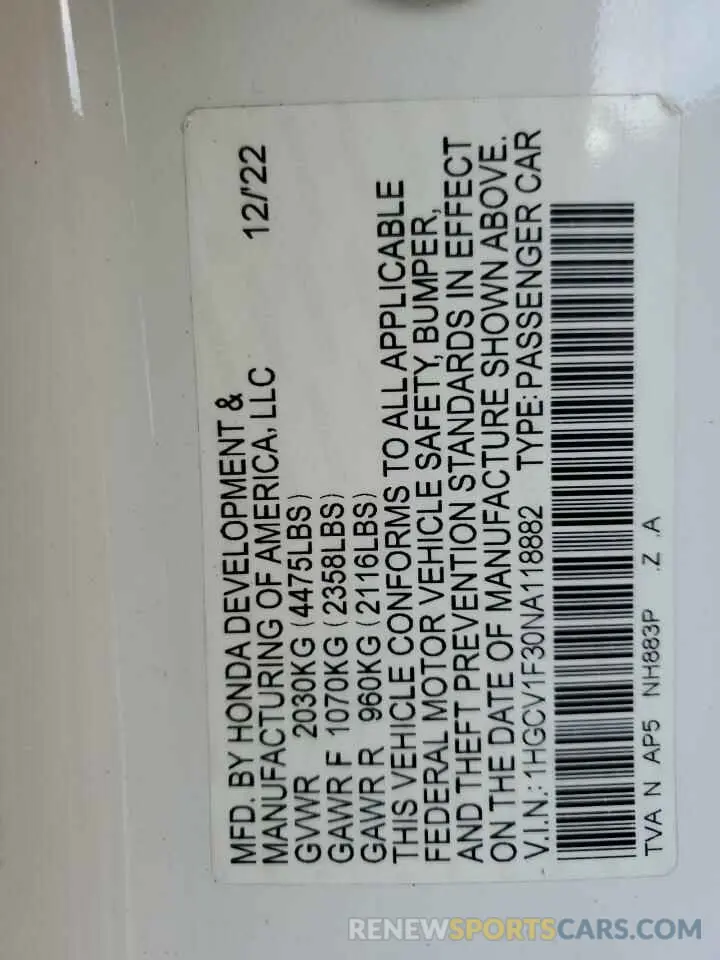 MFD. BY HONDA DEVELOPMENT &
MANUFACTURING OF AMERICA, LLC 12/'22
GVWR 2030KG (4475LBS)
GAWR F 1070KG (2358LBS)
GAWR R 960KG (2116LBS)
THIS VEHICLE CONFORMS TO ALL APPLICABLE
FEDERAL MOTOR VEHICLE SAFETY, BUMPER,
AND THEFT PREVENTION STANDARDS IN EFFECT
ON THE DATE OF MANUFACTURE SHOWN ABOVE.
V.I.N.: 1HGCV1F30NA118882 TYPE: PASSENGER CAR
TVA N AP5 NH883P .Z .A
RENEWSPORTSCARS.COM